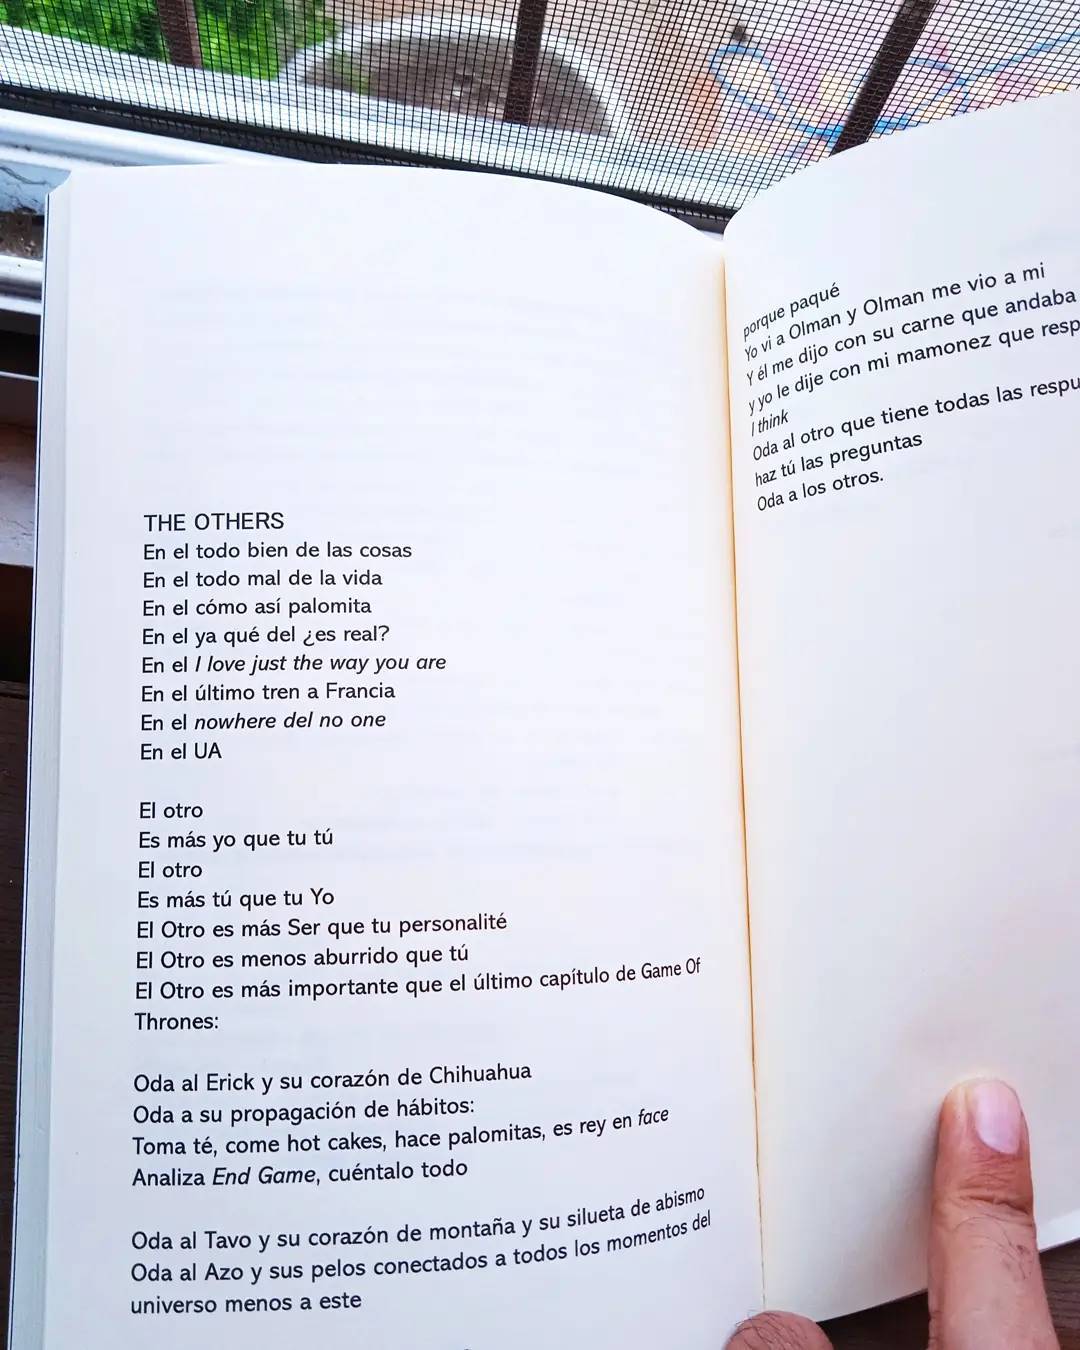 THE OTHERS
En el todo bien de las cosas
En el todo mal de la vida
En el cómo así palomita
En el ya qué del ¿es real?
En el I love just the way you are
En el último tren a Francia
En el nowhere del no one
En el UA
El otro
Es más yo que tu tú
El otro
Es más tú que tu Yo
El Otro es más Ser que tu personalité
El Otro es menos aburrido que tú
El Otro es más importante que el último capítulo de Game Of
Thrones:
Oda al Erick y su corazón de Chihuahua
Oda a su propagación de hábitos:
Toma té, come hot cakes, hace palomitas, es rey en face
Analiza End Game, cuéntalo todo
Oda al Tavo y su corazón de montaña y su silueta de abismo
Oda al Azo y sus pelos conectados a todos los momentos del
universo menos a este
porque paqué
Yo vi a Olman y Olman me vio a mi
Y él me dijo con su carne que andaba
y yo le dije con mi mamonez que
I think
Oda al otro que tiene todas las
haz tú las preguntas
Oda a los otros.